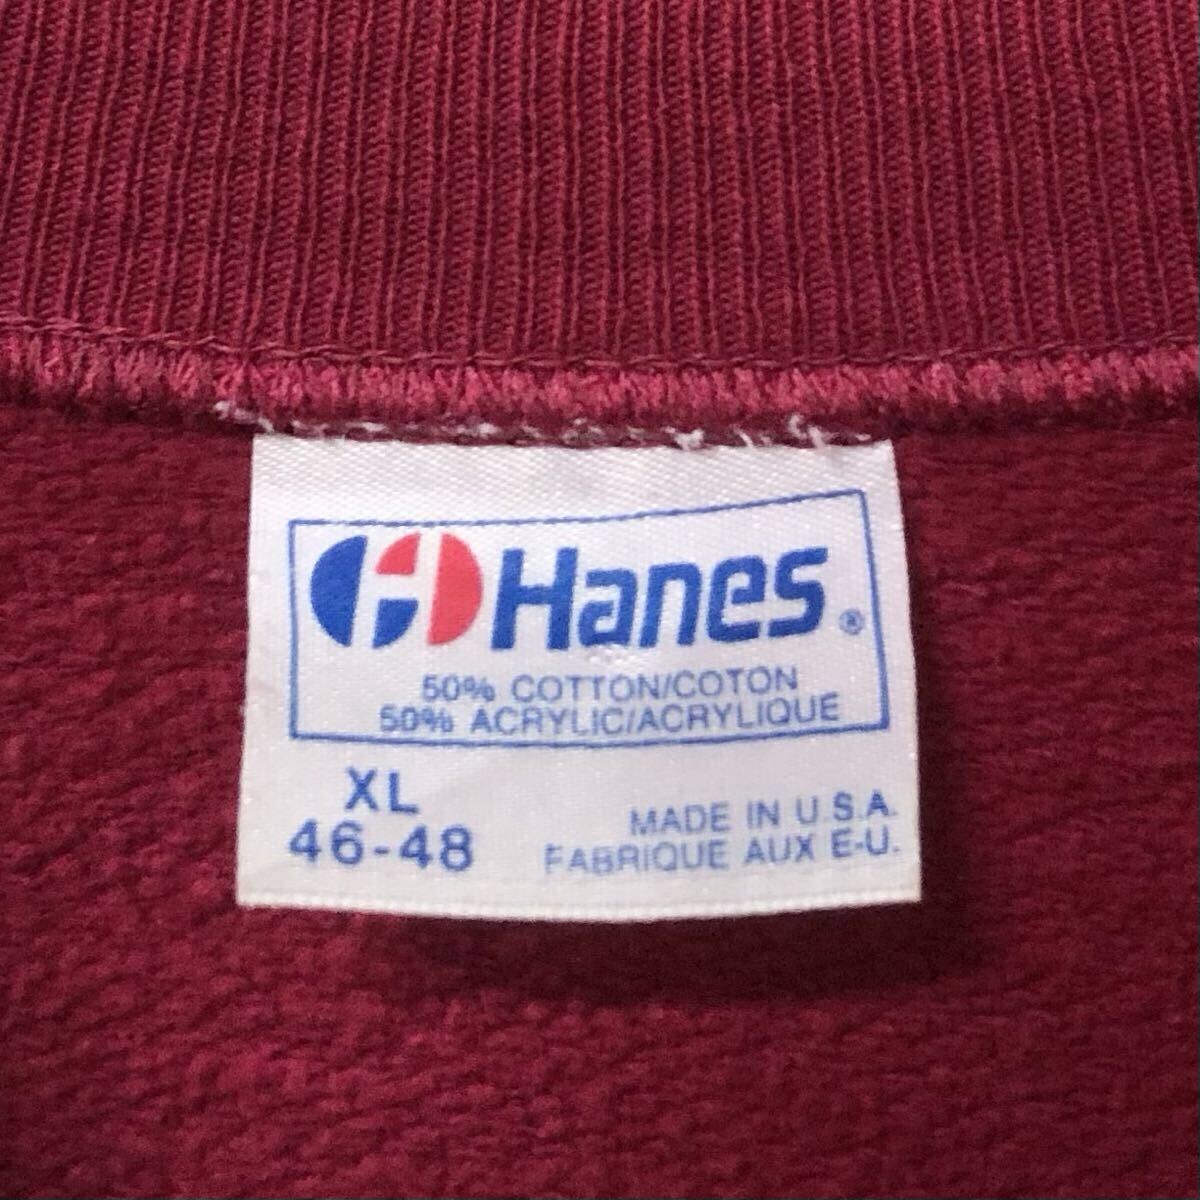 Hanes®
50% COTTON/COTON
50% ACRYLIC/ACRYLIQUE
XL
46-48
MADE IN U.S.A.
FABRIQUE AUX E-U.